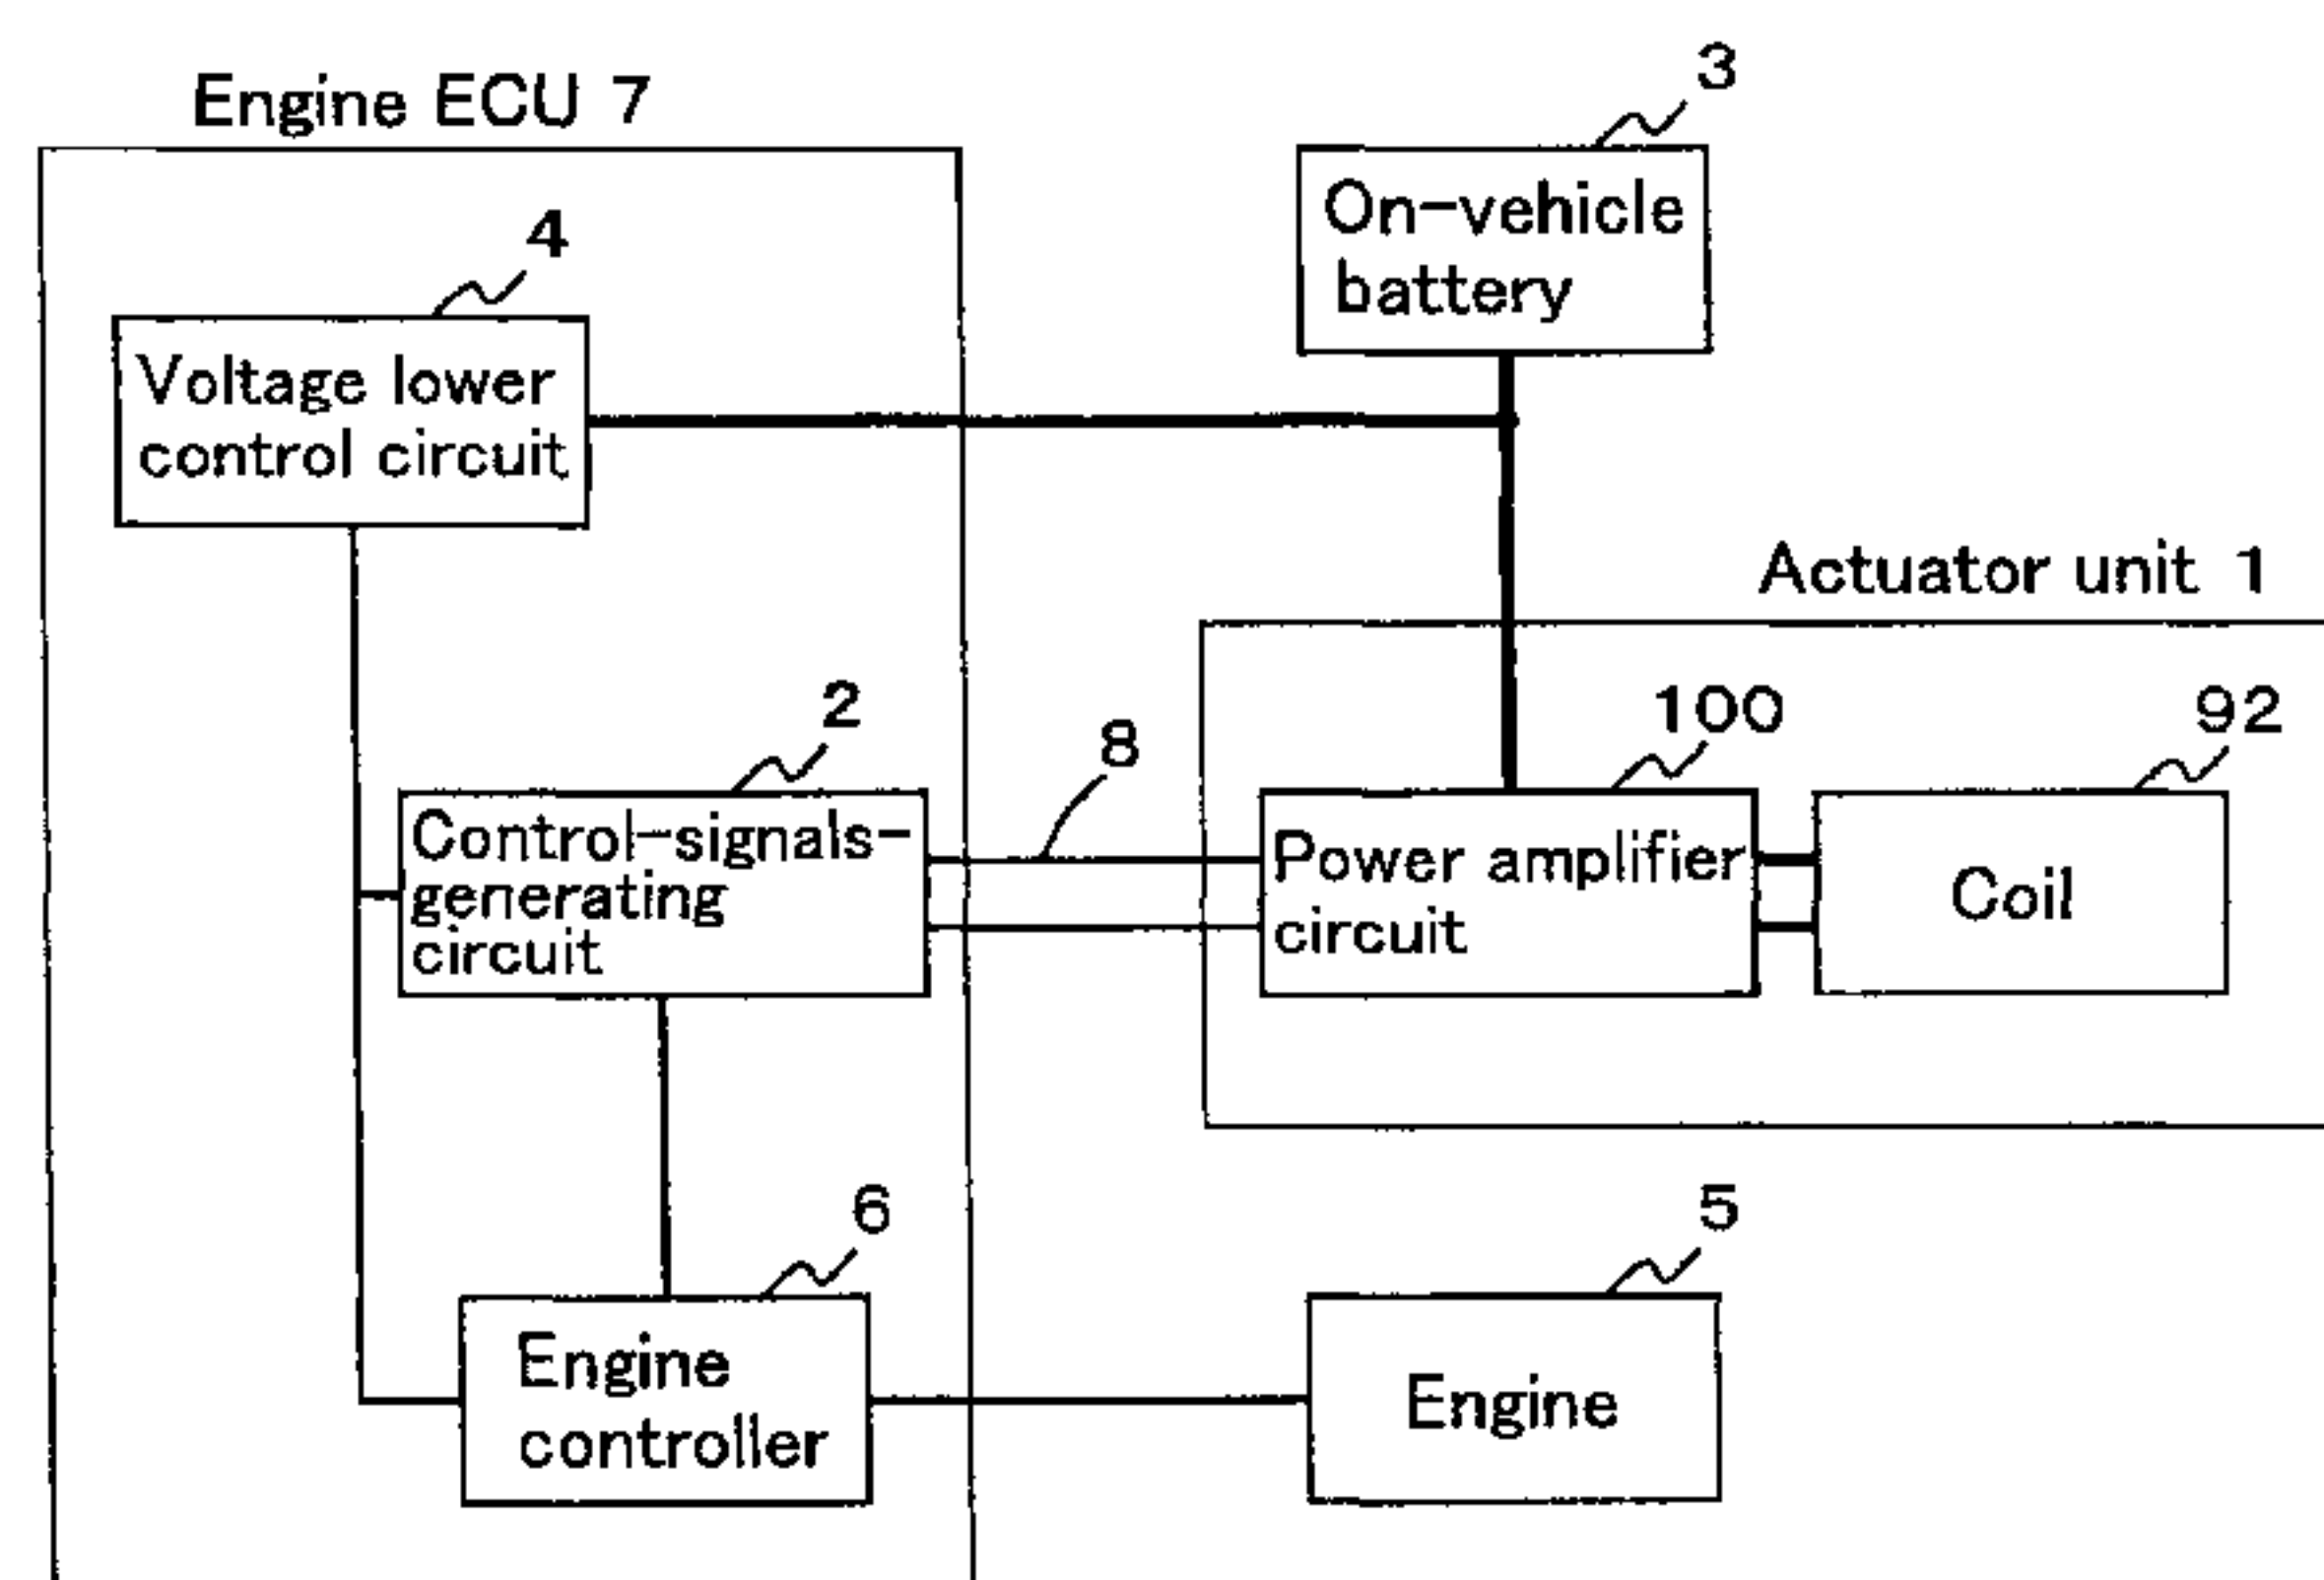 Engine ECU 7
3
On-vehicle
battery
4
Voltage lower
control circuit
Actuator unit 1
2
8
100
92
Control-signals-
generating
circuit
Power amplifier
circuit
Coil
6
5
Engine
controller
Engine